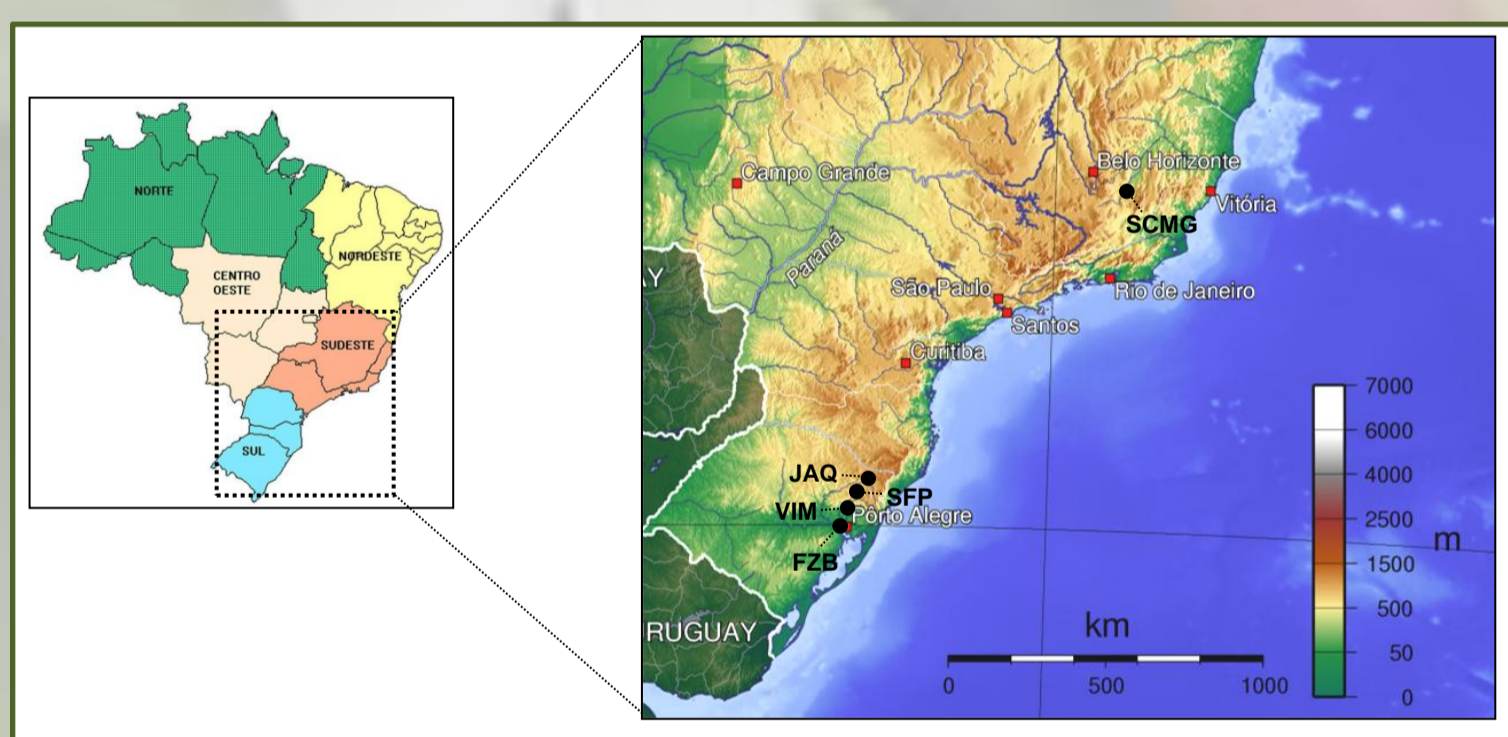 NORTE
NORDESTE
CENTRO
OESTE
SUDESTE
SUL
Belo Horizonte
Campo Grande
Vitória
SCMG
Paraná
AY
São Paulo
Rio de Janeiro
Santos
Curitiba
7000
6000
4000
2500
m
1500
500
50
0
JAQ
SFP
VIM
Pôrto Alegre
FZB
RUGUAY
km
0
500
1000